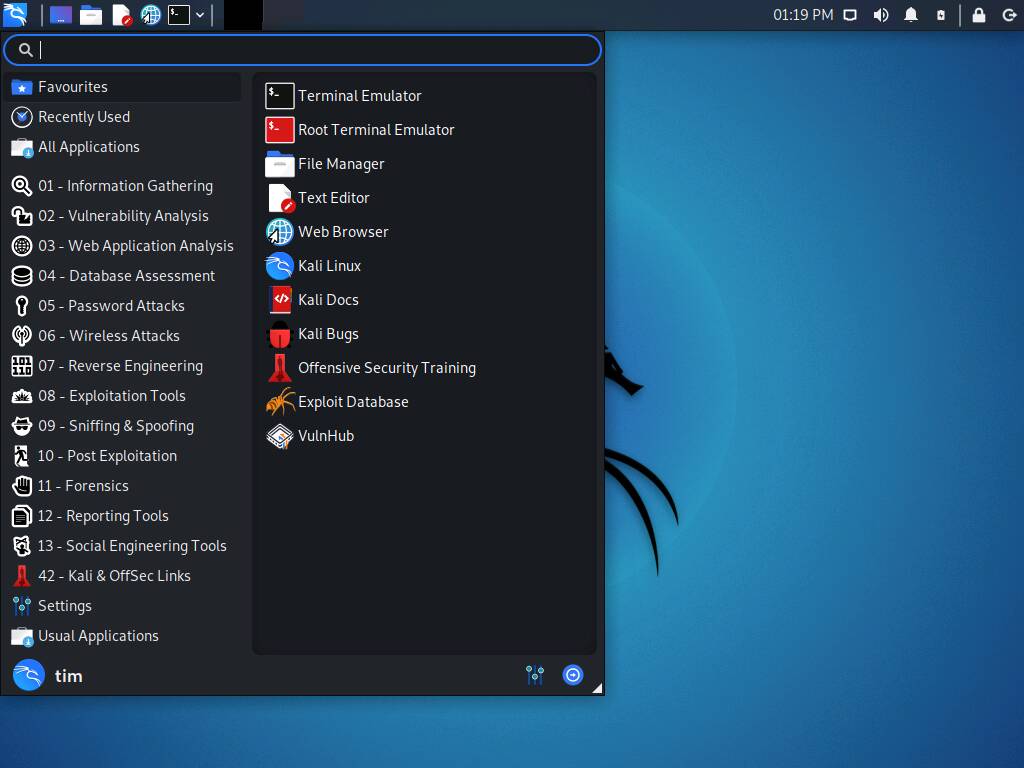 01:19 PM
Favourites
Recently Used
All Applications
01 - Information Gathering
02 - Vulnerability Analysis
03 - Web Application Analysis
04 - Database Assessment
05 - Password Attacks
06 - Wireless Attacks
07 - Reverse Engineering
08 - Exploitation Tools
09 - Sniffing & Spoofing
10 - Post Exploitation
11 - Forensics
12 - Reporting Tools
13 - Social Engineering Tools
42 - Kali & OffSec Links
Settings
Usual Applications
Terminal Emulator
Root Terminal Emulator
File Manager
Text Editor
Web Browser
Kali Linux
Kali Docs
Kali Bugs
Offensive Security Training
Exploit Database
VulnHub
tim